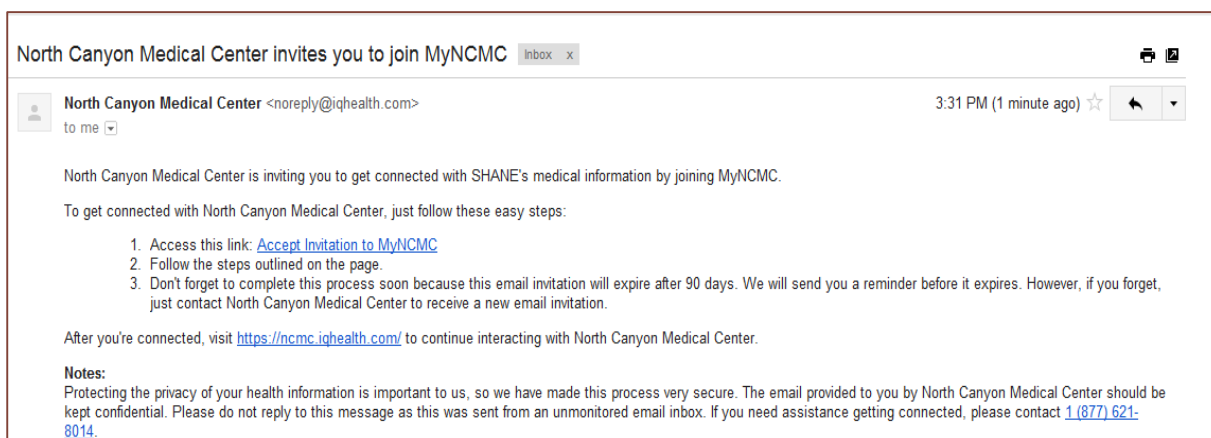 North Canyon Medical Center invites you to join MyNCMC Inbox x
North Canyon Medical Center <noreply@iqhealth.com> 3:31 PM (1 minute ago)
to me
North Canyon Medical Center is inviting you to get connected with SHANE's medical information by joining MyNCMC.
To get connected with North Canyon Medical Center, just follow these easy steps:
1. Access this link: Accept Invitation to MyNCMC
2. Follow the steps outlined on the page.
3. Don't forget to complete this process soon because this email invitation will expire after 90 days. We will send you a reminder before it expires. However, if you forget,
just contact North Canyon Medical Center to receive a new email invitation.
After you're connected, visit https://ncmc.iqhealth.com/ to continue interacting with North Canyon Medical Center.
Notes:
Protecting the privacy of your health information is important to us, so we have made this process very secure. The email provided to you by North Canyon Medical Center should be
kept confidential. Please do not reply to this message as this was sent from an unmonitored email inbox. If you need assistance getting connected, please contact 1 (877) 621-
8014.